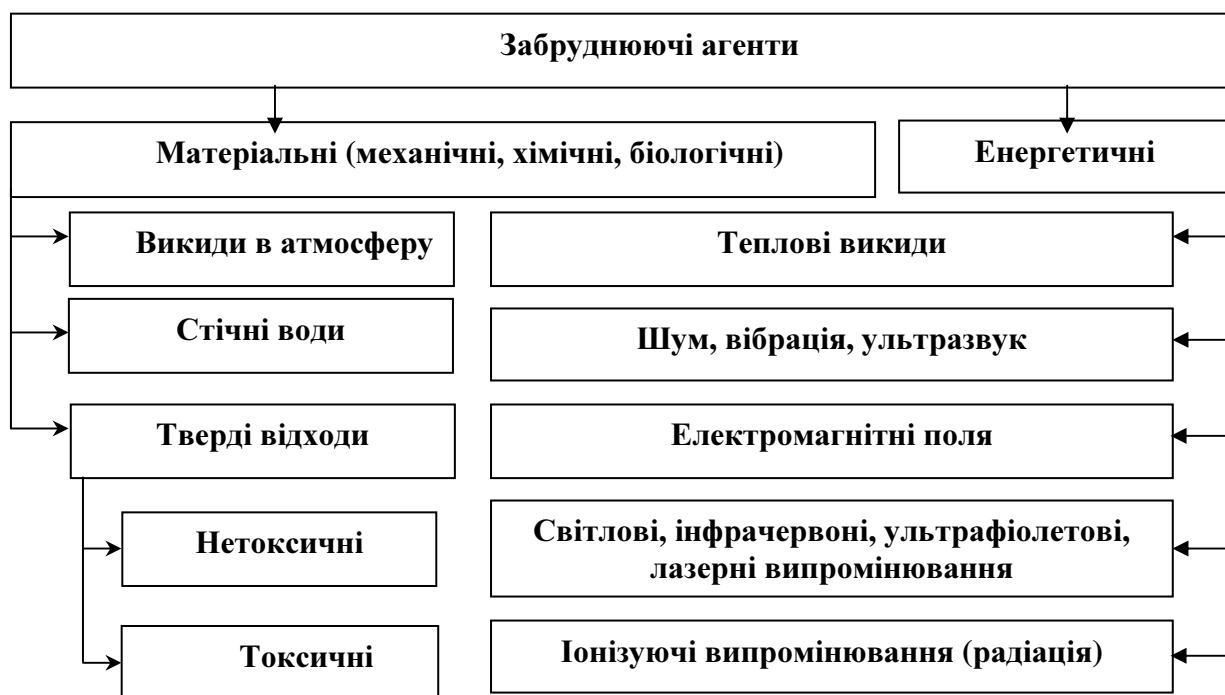 Забруднюючі агенти
Матеріальні (механічні, хімічні, біологічні)
Енергетичні
Викиди в атмосферу
Теплові викиди
Стічні води
Шум, вібрація, ультразвук
Тверді відходи
Електромагнітні поля
Нетоксичні
Світлові, інфрачервоні, ультрафіолетові,
лазерні випромінювання
Токсичні
Іонізуючі випромінювання (радіація)